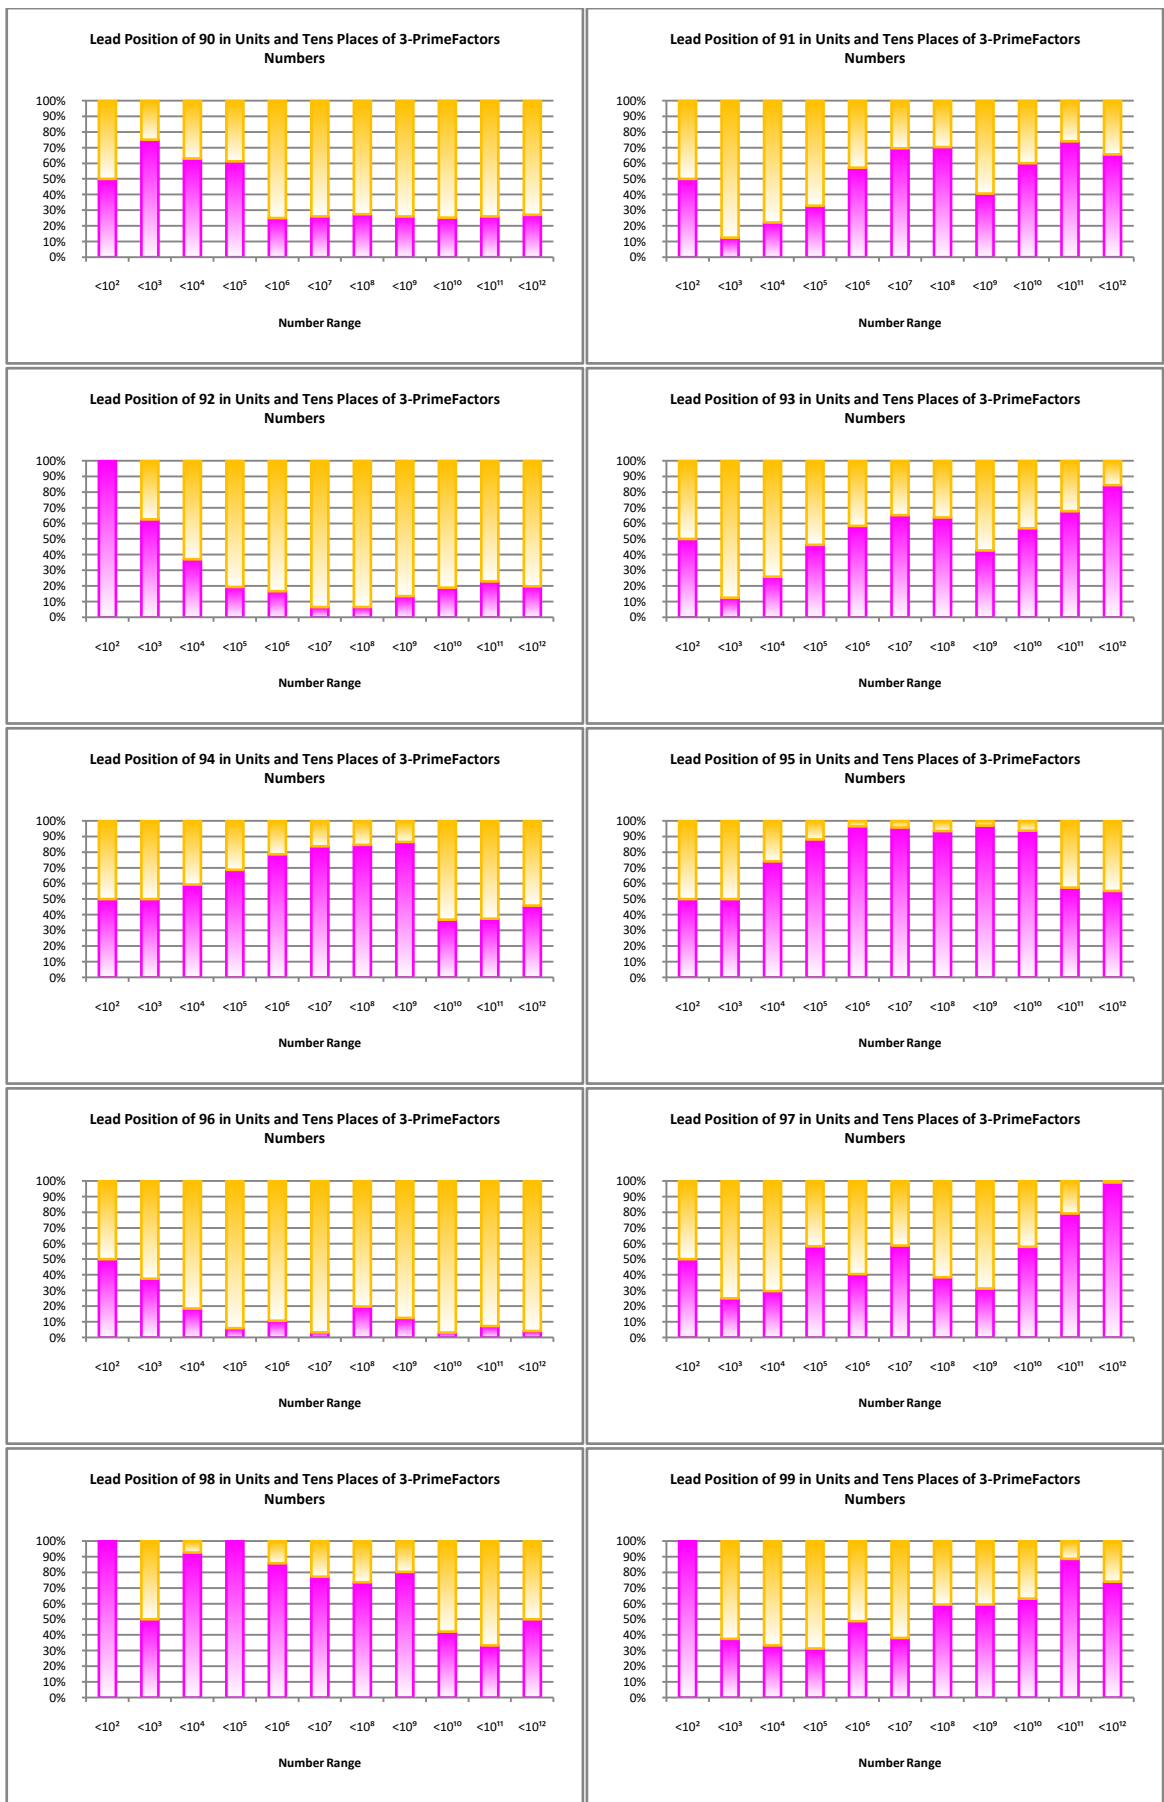 Lead Position of 90 in Units and Tens Places of 3-PrimeFactors
Numbers
100%
90%
80%
70%
60%
50%
40%
30%
20%
10%
0%
<10² <10³ <10⁴ <10⁵ <10⁶ <10⁷ <10⁸ <10⁹ <10¹⁰ <10¹¹ <10¹²
Number Range
Lead Position of 91 in Units and Tens Places of 3-PrimeFactors
Numbers
100%
90%
80%
70%
60%
50%
40%
30%
20%
10%
0%
<10² <10³ <10⁴ <10⁵ <10⁶ <10⁷ <10⁸ <10⁹ <10¹⁰ <10¹¹ <10¹²
Number Range
Lead Position of 92 in Units and Tens Places of 3-PrimeFactors
Numbers
100%
90%
80%
70%
60%
50%
40%
30%
20%
10%
0%
<10² <10³ <10⁴ <10⁵ <10⁶ <10⁷ <10⁸ <10⁹ <10¹⁰ <10¹¹ <10¹²
Number Range
Lead Position of 93 in Units and Tens Places of 3-PrimeFactors
Numbers
100%
90%
80%
70%
60%
50%
40%
30%
20%
10%
0%
<10² <10³ <10⁴ <10⁵ <10⁶ <10⁷ <10⁸ <10⁹ <10¹⁰ <10¹¹ <10¹²
Number Range
Lead Position of 94 in Units and Tens Places of 3-PrimeFactors
Numbers
100%
90%
80%
70%
60%
50%
40%
30%
20%
10%
0%
<10² <10³ <10⁴ <10⁵ <10⁶ <10⁷ <10⁸ <10⁹ <10¹⁰ <10¹¹ <10¹²
Number Range
Lead Position of 95 in Units and Tens Places of 3-PrimeFactors
Numbers
100%
90%
80%
70%
60%
50%
40%
30%
20%
10%
0%
<10² <10³ <10⁴ <10⁵ <10⁶ <10⁷ <10⁸ <10⁹ <10¹⁰ <10¹¹ <10¹²
Number Range
Lead Position of 96 in Units and Tens Places of 3-PrimeFactors
Numbers
100%
90%
80%
70%
60%
50%
40%
30%
20%
10%
0%
<10² <10³ <10⁴ <10⁵ <10⁶ <10⁷ <10⁸ <10⁹ <10¹⁰ <10¹¹ <10¹²
Number Range
Lead Position of 97 in Units and Tens Places of 3-PrimeFactors
Numbers
100%
90%
80%
70%
60%
50%
40%
30%
20%
10%
0%
<10² <10³ <10⁴ <10⁵ <10⁶ <10⁷ <10⁸ <10⁹ <10¹⁰ <10¹¹ <10¹²
Number Range
Lead Position of 98 in Units and Tens Places of 3-PrimeFactors
Numbers
100%
90%
80%
70%
60%
50%
40%
30%
20%
10%
0%
<10² <10³ <10⁴ <10⁵ <10⁶ <10⁷ <10⁸ <10⁹ <10¹⁰ <10¹¹ <10¹²
Number Range
Lead Position of 99 in Units and Tens Places of 3-PrimeFactors
Numbers
100%
90%
80%
70%
60%
50%
40%
30%
20%
10%
0%
<10² <10³ <10⁴ <10⁵ <10⁶ <10⁷ <10⁸ <10⁹ <10¹⁰ <10¹¹ <10¹²
Number Range